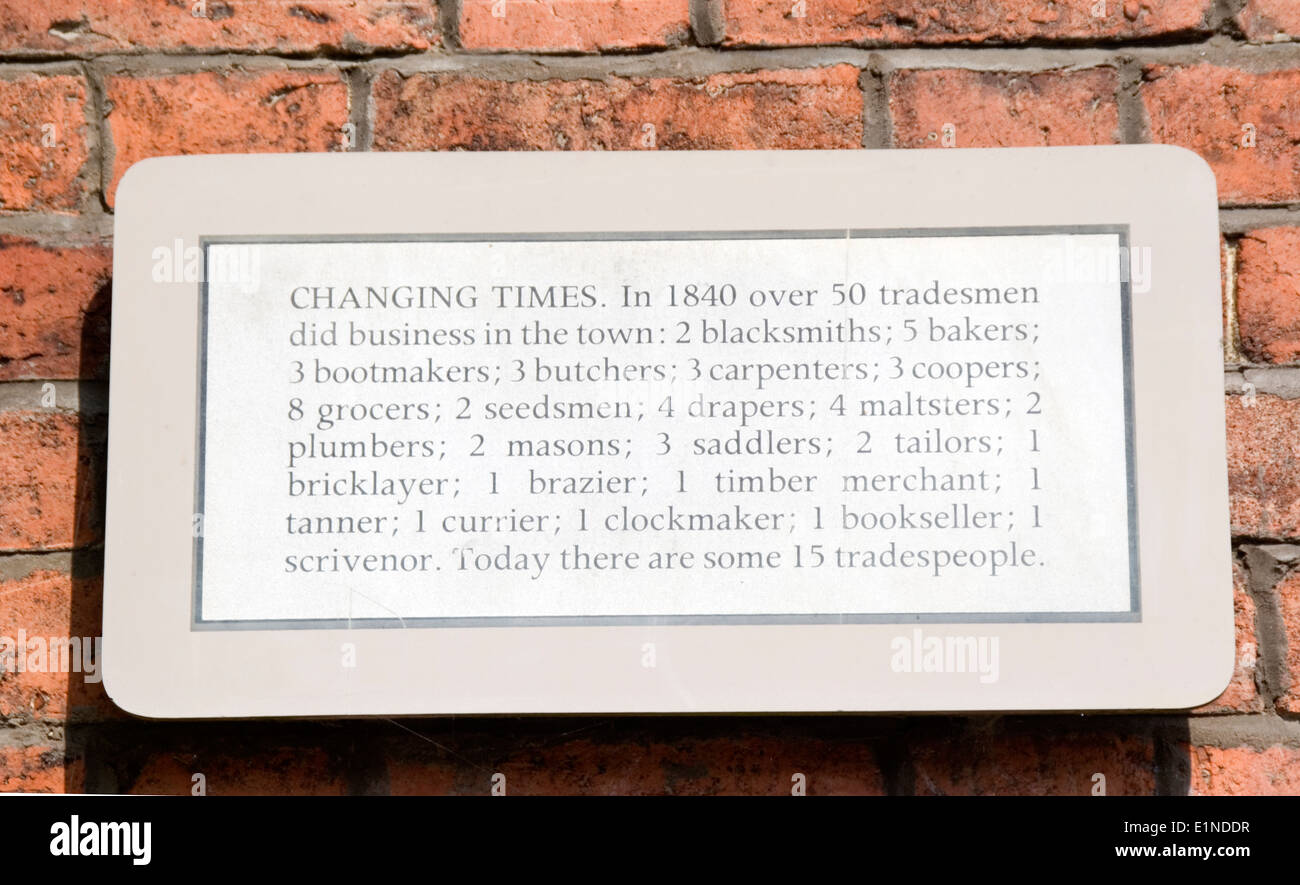 CHANGING TIMES. In 1840 over 50 tradesmen
did business in the town: 2 blacksmiths; 5 bakers;
3 bootmakers; 3 butchers; 3 carpenters; 3 coopers;
8 grocers; 2 seedsmen; 4 drapers; 4 maltsters; 2
plumbers; 2 masons; 3 saddlers; 2 tailors; 1
bricklayer; 1 brazier; 1 timber merchant; 1
tanner; 1 currier; 1 clockmaker; 1 bookseller; 1
scrivenor. Today there are some 15 tradespeople.
alamy
alamy stock photo
E1NDDR
www.alamy.com